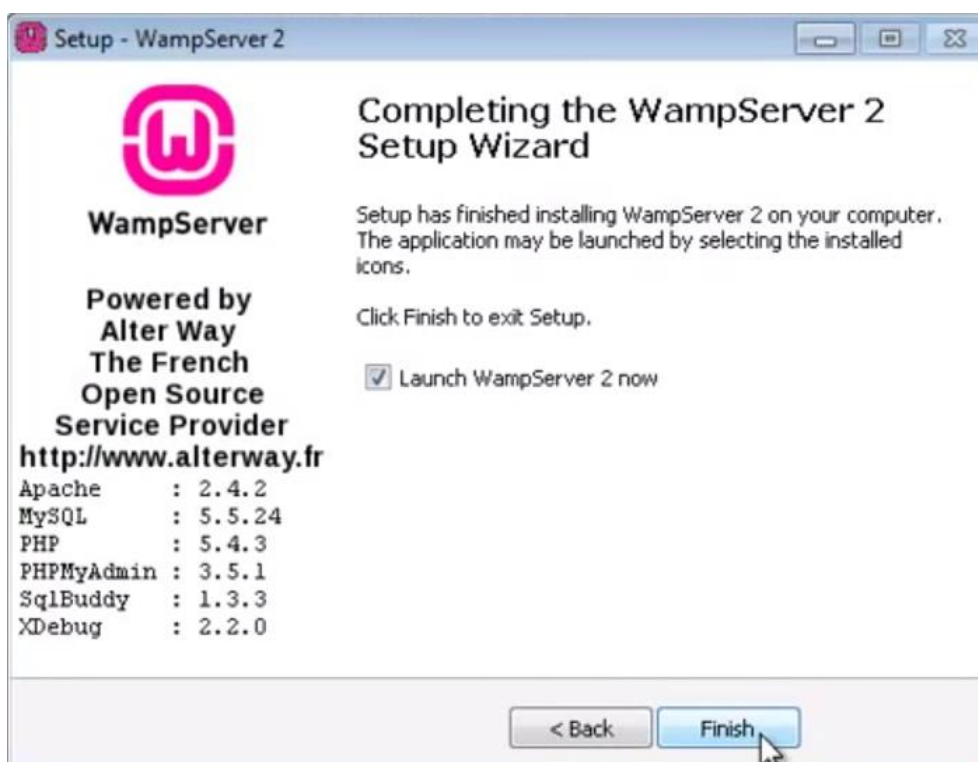 Setup - WampServer 2
WampServer
Powered by
Alter Way
The French
Open Source
Service Provider
http://www.alterway.fr
Apache : 2.4.2
MySQL : 5.5.24
PHP : 5.4.3
PHPMyAdmin : 3.5.1
SqlBuddy : 1.3.3
XDebug : 2.2.0
Completing the WampServer 2
Setup Wizard
Setup has finished installing WampServer 2 on your computer.
The application may be launched by selecting the installed
icons.
Click Finish to exit Setup.
Launch WampServer 2 now
< Back
Finish